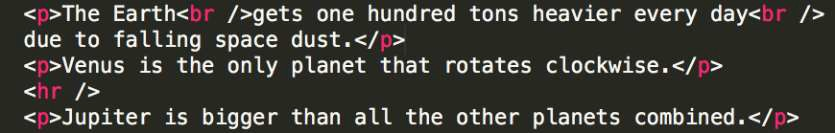 <p>The Earth<br />gets one hundred tons heavier every day<br />
due to falling space dust.</p>
<p>Venus is the only planet that rotates clockwise.</p>
<hr />
<p>Jupiter is bigger than all the other planets combined.</p>